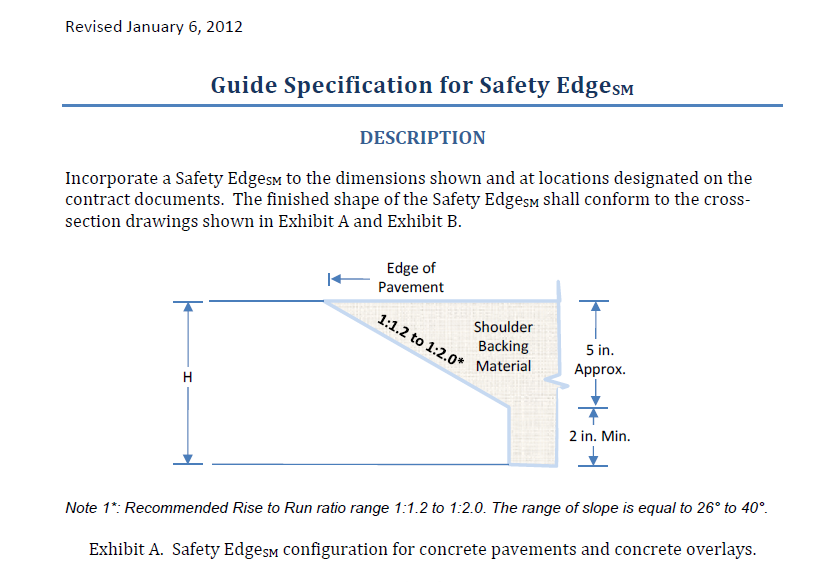 Revised January 6, 2012
Guide Specification for Safety EdgeSM
DESCRIPTION
Incorporate a Safety EdgeSM to the dimensions shown and at locations designated on the
contract documents.  The finished shape of the Safety EdgeSM shall conform to the cross-
section drawings shown in Exhibit A and Exhibit B.
Edge of
Pavement
1:1.2 to 1:2.0*
Shoulder
Backing
Material
5 in.
Approx.
H
2 in. Min.
Note 1*: Recommended Rise to Run ratio range 1:1.2 to 1:2.0. The range of slope is equal to 26° to 40°.
Exhibit A.  Safety EdgeSM configuration for concrete pavements and concrete overlays.